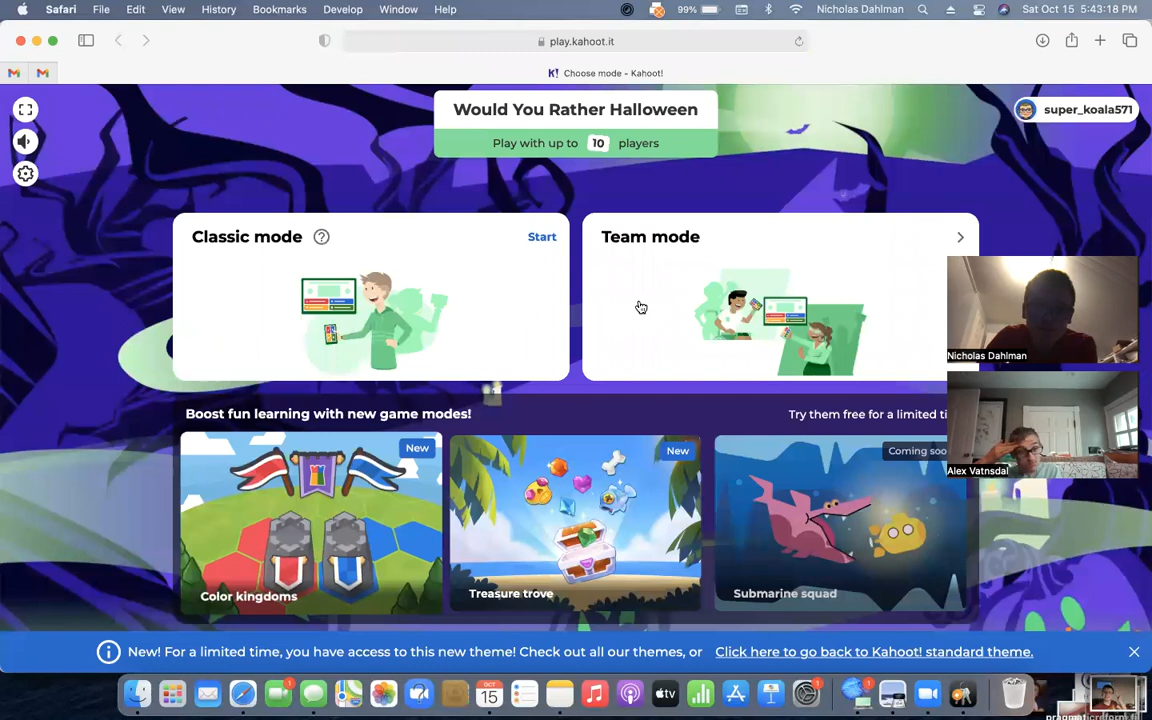 Safari File Edit View History Bookmarks Develop Window Help 99% Nicholas Dahlman Sat Oct 15 5:43:18 PM
play.kahoot.it
K! Choose mode - Kahoot!
Would You Rather Halloween
Play with up to 10 players
super_koala571
Classic mode ? Start
Team mode
Nicholas Dahlman
Boost fun learning with new game modes! Try them free for a limited ti
New
New
Coming soo
Alex Vatnsdal
Color kingdoms
Treasure trove
Submarine squad
New! For a limited time, you have access to this new theme! Check out all our themes, or Click here to go back to Kahoot! standard theme.
1
OCT
15
tv
1
1